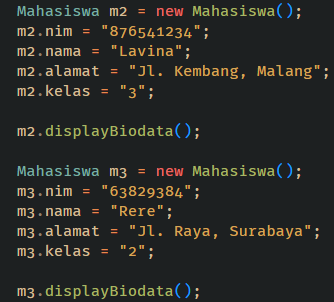 Mahasiswa m2 = new Mahasiswa();
m2.nim = "876541234";
m2.nama = "Lavina";
m2.alamat = "Jl. Kembang, Malang";
m2.kelas = "3";
m2.displayBiodata();
Mahasiswa m3 = new Mahasiswa();
m3.nim = "63829384";
m3.nama = "Rere";
m3.alamat = "Jl. Raya, Surabaya";
m3.kelas = "2";
m3.displayBiodata();